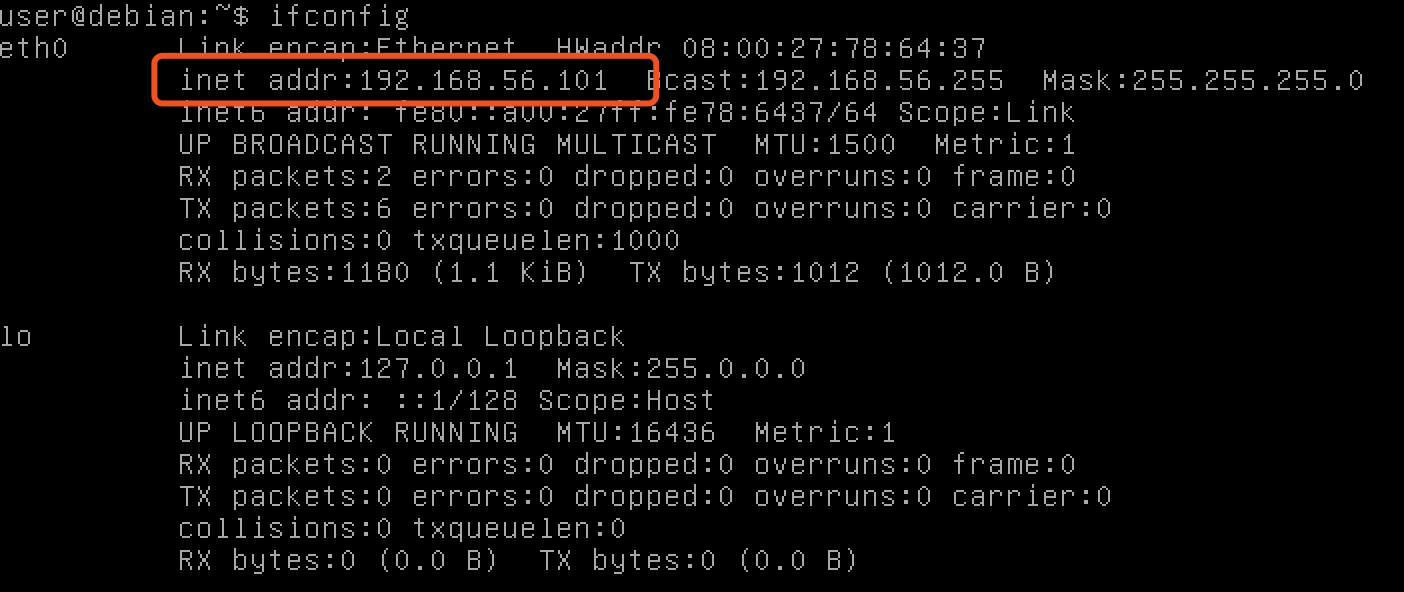 user@debian:~$ ifconfig
eth0      Link encap:Ethernet  HWaddr 08:00:27:78:64:37
          inet addr:192.168.56.101  Bcast:192.168.56.255  Mask:255.255.255.0
          inet6 addr: fe80::a00:27ff:fe78:6437/64 Scope:Link
          UP BROADCAST RUNNING MULTICAST  MTU:1500  Metric:1
          RX packets:2 errors:0 dropped:0 overruns:0 frame:0
          TX packets:6 errors:0 dropped:0 overruns:0 carrier:0
          collisions:0 txqueuelen:1000
          RX bytes:1180 (1.1 KiB)  TX bytes:1012 (1012.0 B)

lo        Link encap:Local Loopback
          inet addr:127.0.0.1  Mask:255.0.0.0
          inet6 addr: ::1/128 Scope:Host
          UP LOOPBACK RUNNING  MTU:16436  Metric:1
          RX packets:0 errors:0 dropped:0 overruns:0 frame:0
          TX packets:0 errors:0 dropped:0 overruns:0 carrier:0
          collisions:0 txqueuelen:0
          RX bytes:0 (0.0 B)  TX bytes:0 (0.0 B)